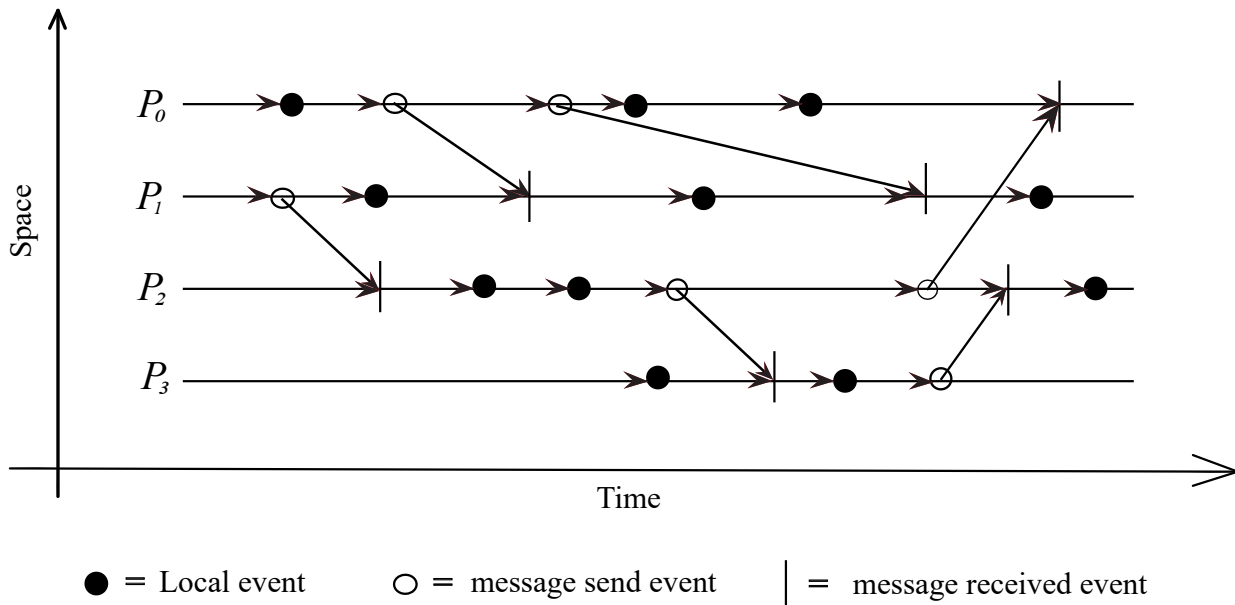 P₀
P₁
Space
P₂
P₃
Time
= Local event
= message send event
= message received event